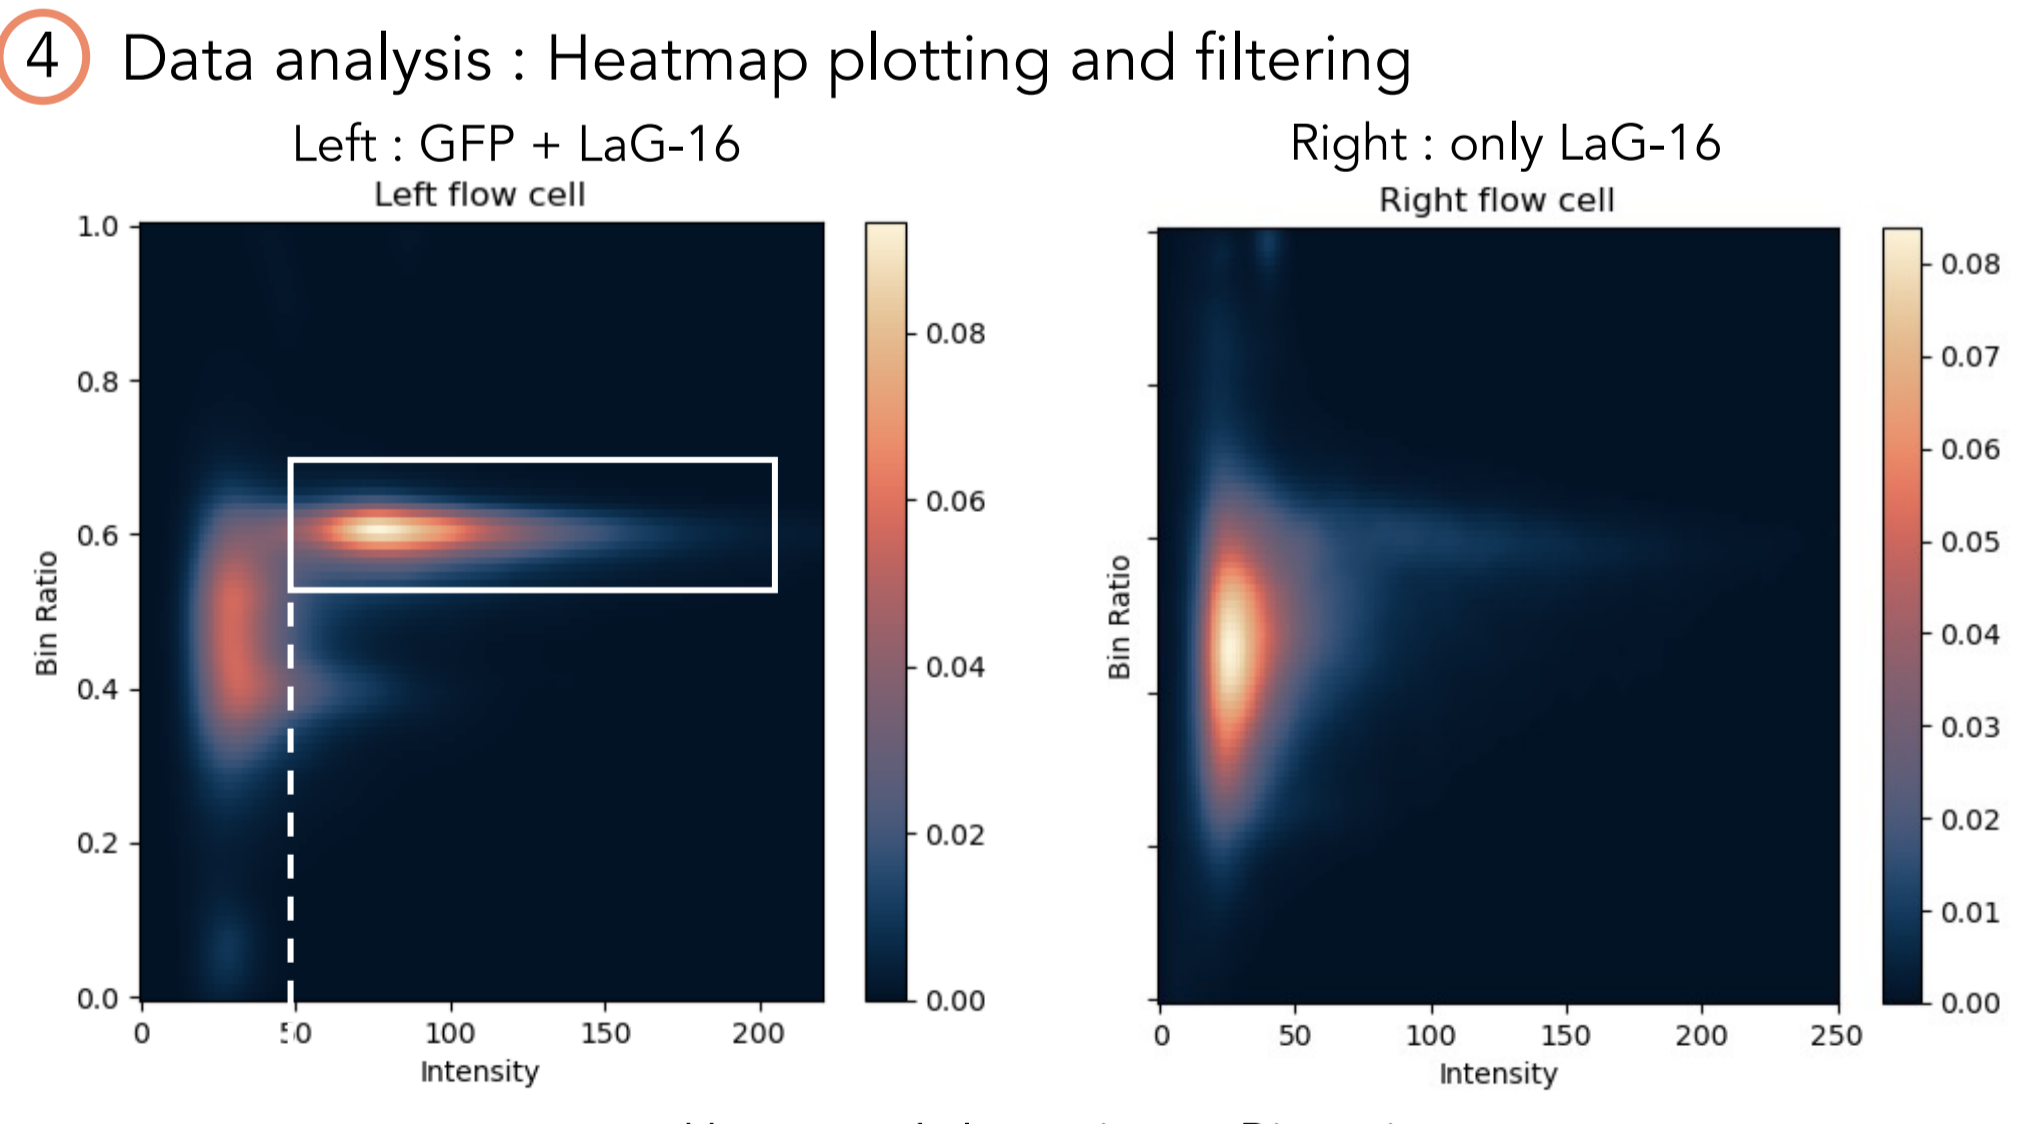 4 Data analysis : Heatmap plotting and filtering
Left : GFP + LaG-16
Right : only LaG-16
Left flow cell
Right flow cell
1.0
0.8
0.6
0.4
0.2
0.0
Bin Ratio
0 50 100 150 200
Intensity
0.08
0.06
0.04
0.02
0.00
Bin Ratio
0 50 100 150 200 250
Intensity
0.08
0.07
0.06
0.05
0.04
0.03
0.02
0.01
0.00